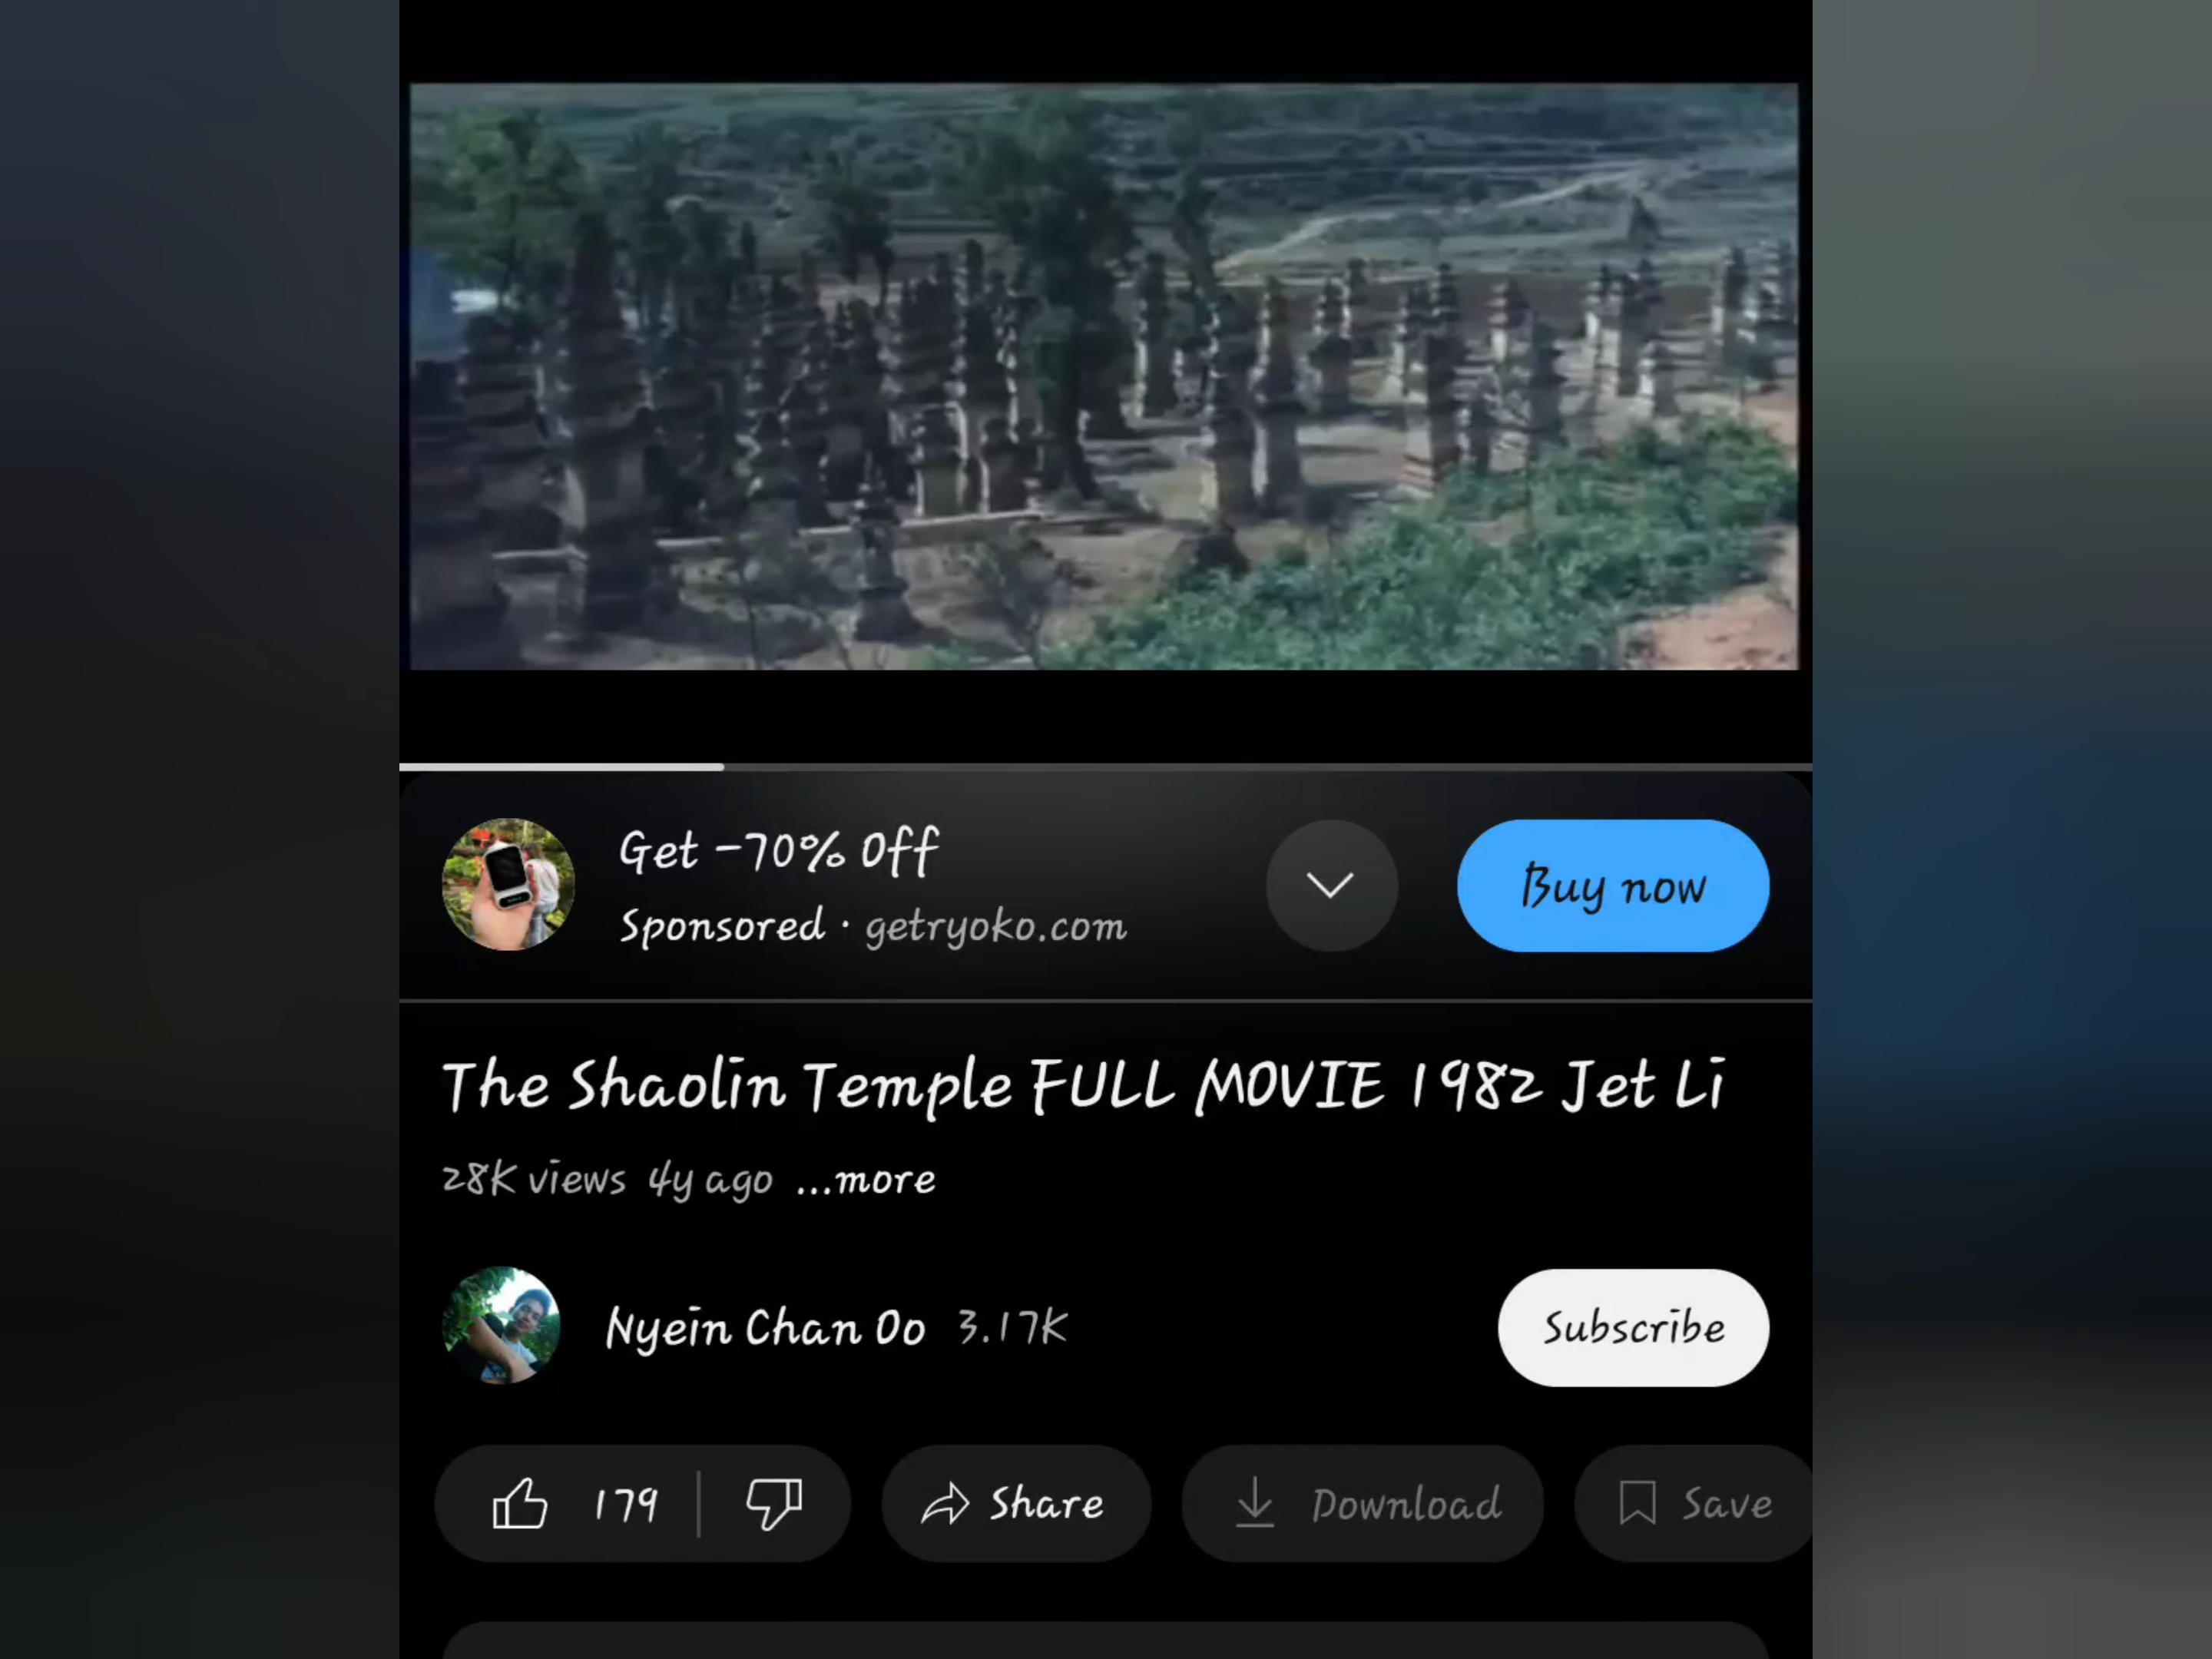 Get -70% Off
Sponsored · getryoko.com
Buy now
The Shaolin Temple FULL MOVIE 1982 Jet Li
28K views 4y ago ...more
Nyein Chan Oo 3.17K
Subscribe
179
Share
Download
Save